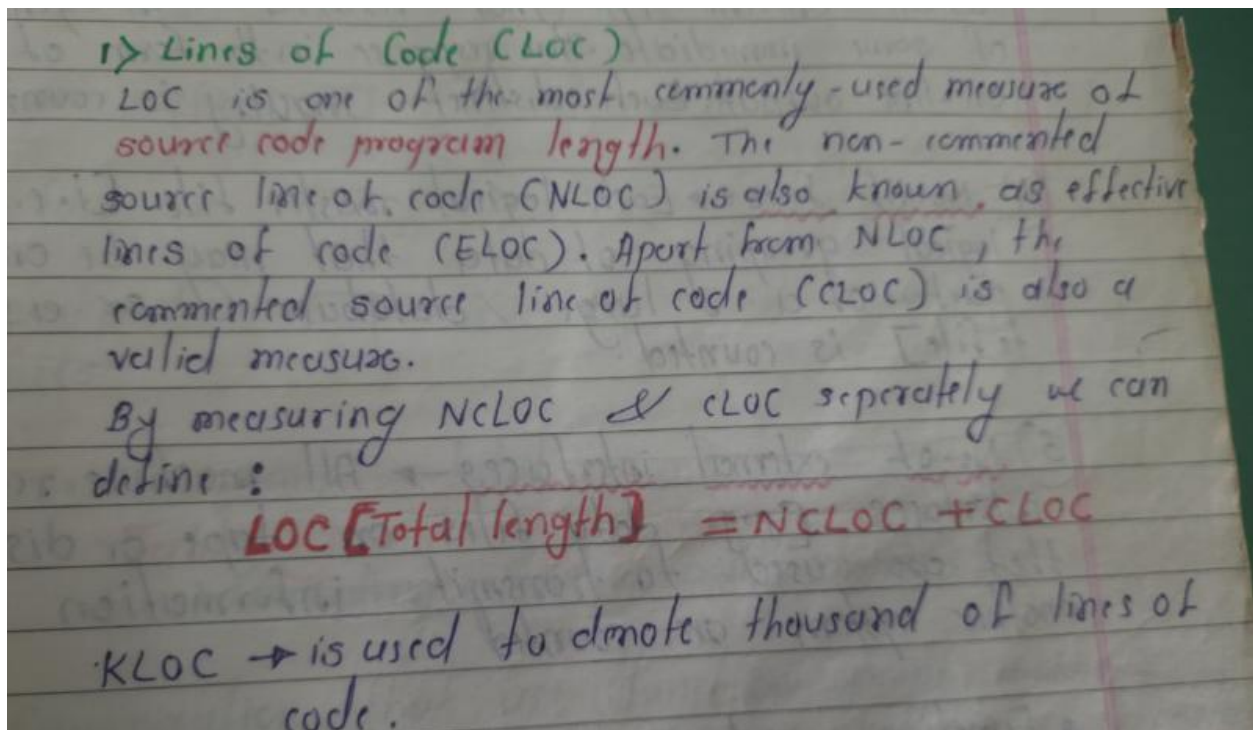 1> Lines of Code (LOC)
LOC is one of the most commonly-used measure of
source code program length. The non-commented
source line of code (NLOC) is also known as effective
lines of code (ELOC). Apart from NLOC, the
commented source line of code (CLOC) is also a
valid measure.
By measuring NCLOC & CLOC seperately we can
define :
LOC [Total length] = NCLOC + CLOC
KLOC → is used to denote thousand of lines of
code.